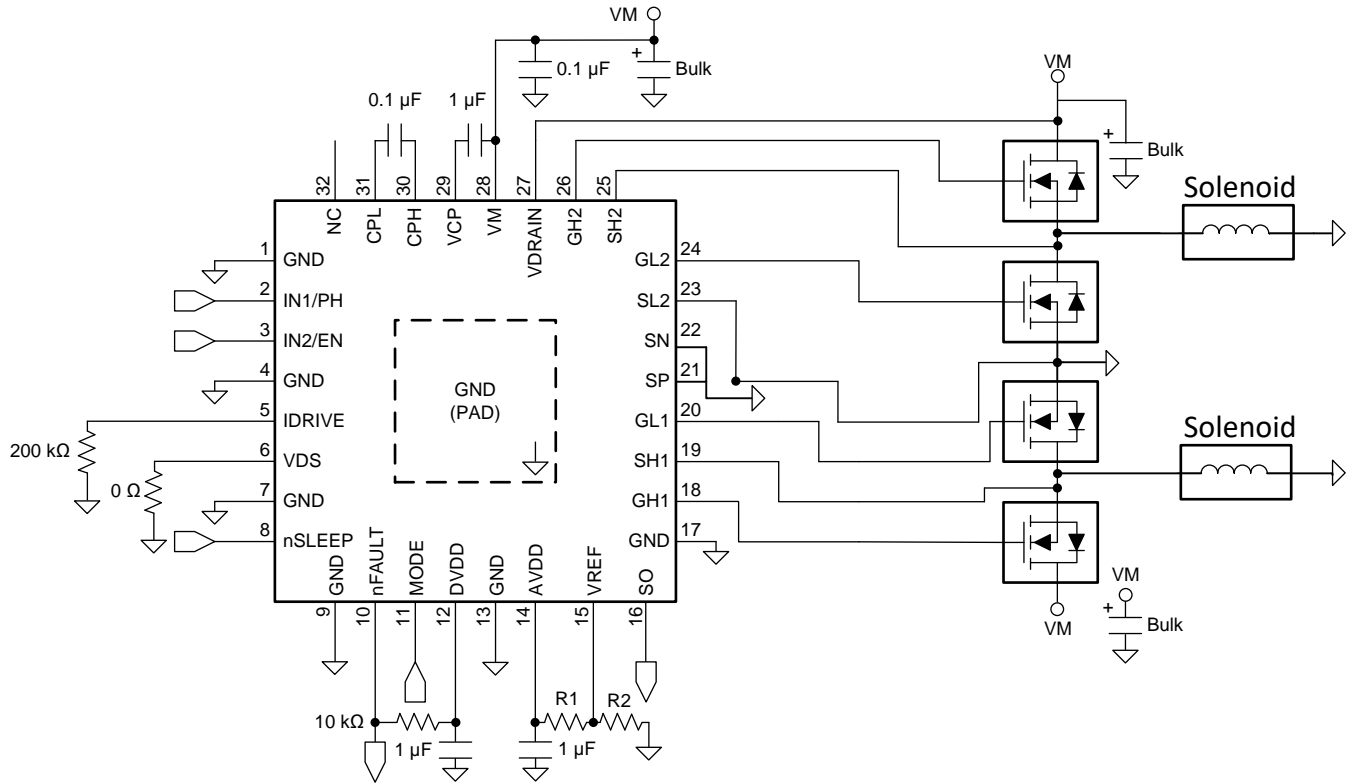 VM
0.1 µF
Bulk
VM
0.1 µF
1 µF
Bulk
32
31
30
29
28
27
26
25
NC
CPL
CPH
VCP
VM
VDRAIN
GH2
SH2
Solenoid
1
GND
2
IN1/PH
3
IN2/EN
4
GND
5
IDRIVE
200 kΩ
6
VDS
0 Ω
7
GND
8
nSLEEP
GND
(PAD)
GL2
24
SL2
23
SN
22
SP
21
GL1
20
SH1
19
GH1
18
GND
17
Solenoid
GND
nFAULT
MODE
DVDD
GND
AVDD
VREF
SO
9
10
11
12
13
14
15
16
VM
VM
Bulk
10 kΩ
1 µF
R1
R2
1 µF